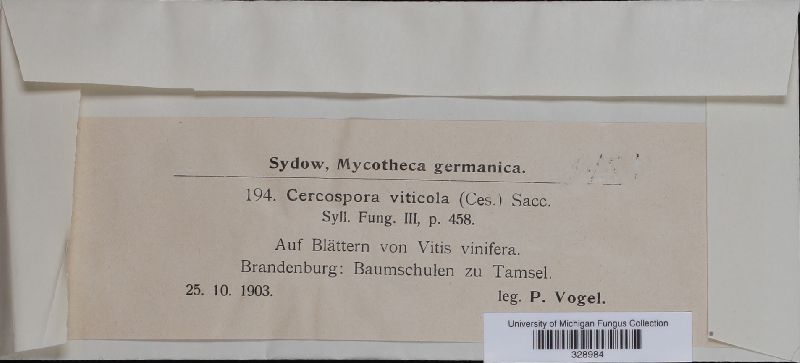 Sydow, Mycotheca germanica.
194. Cercospora viticola (Ces.) Sacc.
Syll. Fung. III, p. 458.
Auf Blättern von Vitis vinifera.
Brandenburg: Baumschulen zu Tamsel.
25. 10. 1903. leg. P. Vogel.
University of Michigan Fungus Collection
328984